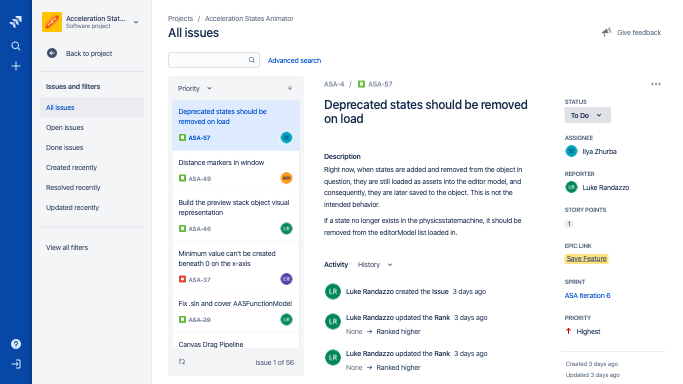 Acceleration Stat...
Software project
Back to project
Issues and filters
All issues
Open issues
Done issues
Created recently
Resolved recently
Updated recently
View all filters
Projects / Acceleration States Animator
All issues
Give feedback
Advanced search
Priority
Deprecated states should be
removed on load
ASA-57
Distance markers in window
ASA-49
Build the preview stack object visual
representation
ASA-46
LR
Minimum value can't be created
beneath 0 on the x-axis
ASA-37
Fix .sln and cover AASFunctionModel
ASA-29
LR
Canvas Drag Pipeline
issue 1 of 56
ASA-4 / ASA-57
Deprecated states should be removed
on load
Description
Right now, when states are added and removed from the object in
question, they are still loaded as assets into the editor model, and
consequently, they are later saved to the object. This is not the
intended behavior.
If a state no longer exists in the physicsstatemachine, it should be
removed from the editorModel list loaded in.
Activity History
LR Luke Randazzo created the Issue 3 days ago
LR Luke Randazzo updated the Rank 3 days ago
None → Ranked higher
LR Luke Randazzo updated the Rank 3 days ago
None → Ranked higher
STATUS
To Do
ASSIGNEE
Ilya Zhurba
REPORTER
LR Luke Randazzo
STORY POINTS
1
EPIC LINK
Save Feature
SPRINT
ASA Iteration 6
PRIORITY
Highest
Created 3 days ago
Updated 3 days ago